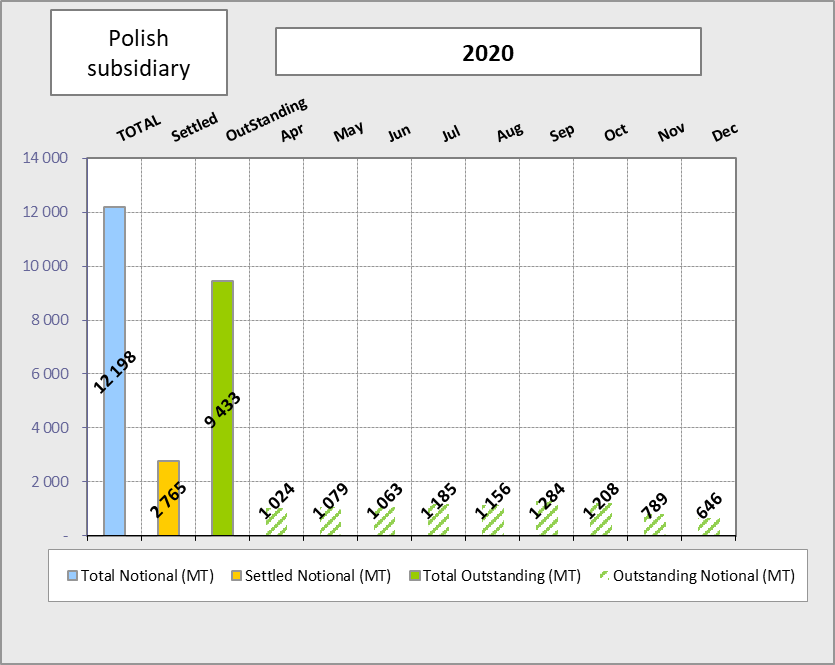 Polish
subsidiary
2020
TOTAL Settled OutStanding Apr May Jun Jul Aug Sep Oct Nov Dec
14 000
12 000
10 000
8 000
6 000
4 000
2 000
-
12 198 2 765 9 433 1 024 1 079 1 063 1 185 1 156 1 284 1 208 789 646
Total Notional (MT) Settled Notional (MT) Total Outstanding (MT) Outstanding Notional (MT)